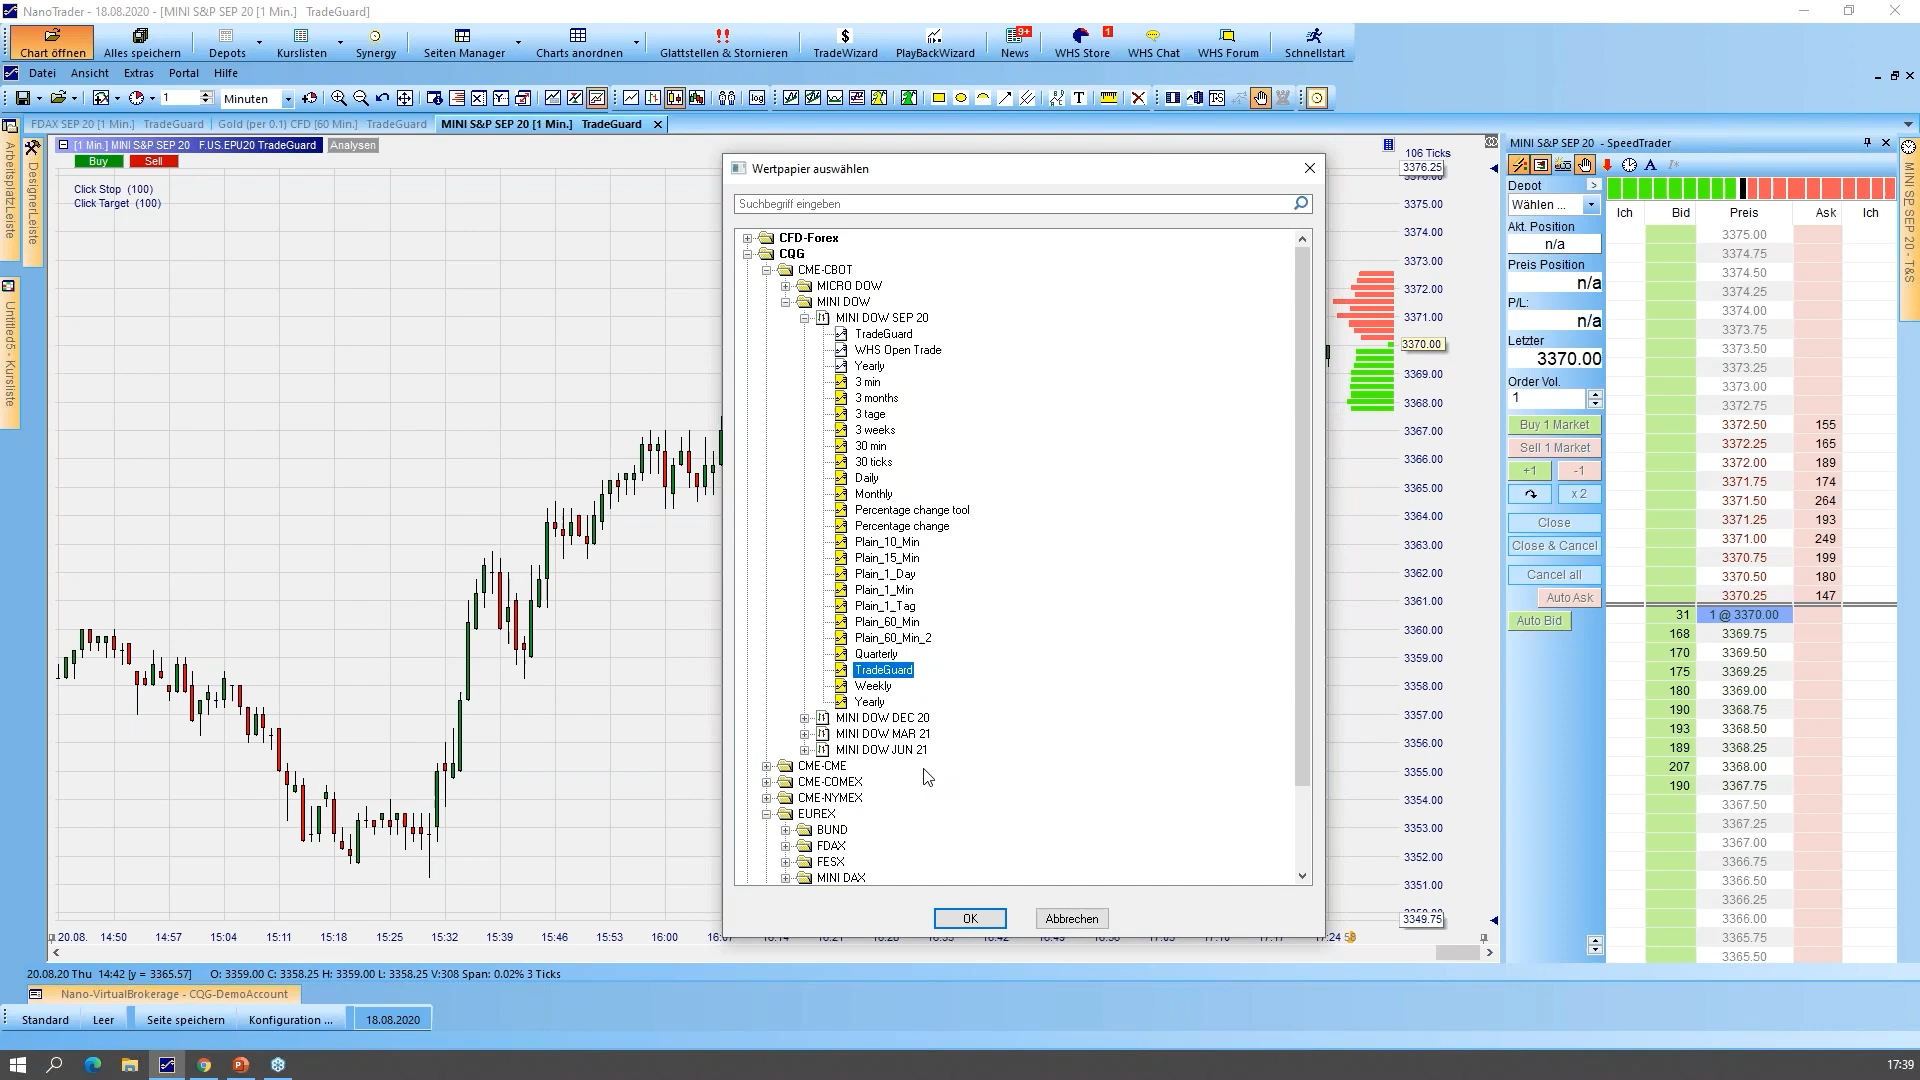 NanoTrader - 18.08.2020 - [MINI S&P SEP 20 [1 Min.]   TradeGuard]
Chart öffnen Alles speichern Depots Kurslisten Synergy Seiten Manager Charts anordnen Glattstellen & Stornieren TradeWizard PlayBackWizard 9+ News 1 WHS Store WHS Chat WHS Forum Schnellstart
Datei Ansicht Extras Portal Hilfe
1 Minuten
FDAX SEP 20 [1 Min.]   TradeGuard Gold (per 0.1) CFD [60 Min.]   TradeGuard MINI S&P SEP 20 [1 Min.]   TradeGuard
ArbeitsplatzLeiste
DesignerLeiste
Untitled5 - Kursliste
[1 Min.] MINI S&P SEP 20   F.US.EPU20 TradeGuard Analysen
Buy Sell
Click Stop  (100)
Click Target  (100)
Wertpapier auswählen
Suchbegriff eingeben
CFD-Forex
CQG
CME-CBOT
MICRO DOW
MINI DOW
MINI DOW SEP 20
TradeGuard
WHS Open Trade
Yearly
3 min
3 months
3 tage
3 weeks
30 min
30 ticks
Daily
Monthly
Percentage change tool
Percentage change
Plain_10_Min
Plain_15_Min
Plain_1_Day
Plain_1_Min
Plain_1_Tag
Plain_60_Min
Plain_60_Min_2
Quarterly
TradeGuard
Weekly
Yearly
MINI DOW DEC 20
MINI DOW MAR 21
MINI DOW JUN 21
CME-CME
CME-COMEX
CME-NYMEX
EUREX
BUND
FDAX
FESX
MINI DAX
OK Abbrechen
106 Ticks
3376.25
3375.00
3374.00
3373.00
3372.00
3371.00
3370.00
3369.00
3368.00
3367.00
3366.00
3365.00
3364.00
3363.00
3362.00
3361.00
3360.00
3359.00
3358.00
3357.00
3356.00
3355.00
3354.00
3353.00
3352.00
3351.00
3349.75
20.08. 14:50 14:57 15:04 15:11 15:18 15:25 15:32 15:39 15:46 15:53 16:00
MINI S&P SEP 20   - SpeedTrader
Depot
Wählen ...
Akt. Position
n/a
Preis Position
n/a
P/L:
n/a
Letzter
3370.00
Order Vol.
1
Buy 1 Market
Sell 1 Market
+1 -1
x 2
Close
Close & Cancel
Cancel all
Auto Ask
Auto Bid
Ich Bid Preis Ask Ich
3375.00
3374.75
3374.50
3374.25
3374.00
3373.75
3373.50
3373.25
3373.00
3372.75
3372.50 155
3372.25 165
3372.00 189
3371.75 174
3371.50 264
3371.25 193
3371.00 249
3370.75 199
3370.50 180
3370.25 147
31 1 @ 3370.00
168 3369.75
170 3369.50
175 3369.25
180 3369.00
190 3368.75
193 3368.50
189 3368.25
207 3368.00
190 3367.75
3367.50
3367.25
3367.00
3366.75
3366.50
3366.25
3366.00
3365.75
3365.50
MINI S&P SEP 20 - T&S
20.08.20 Thu  14:42 [y = 3365.57]     O: 3359.00 C: 3358.25 H: 3359.00 L: 3358.25 V:308 Span: 0.02% 3 Ticks
Nano-VirtualBrokerage - CQG-DemoAccount
Standard Leer Seite speichern Konfiguration ... 18.08.2020
17:39